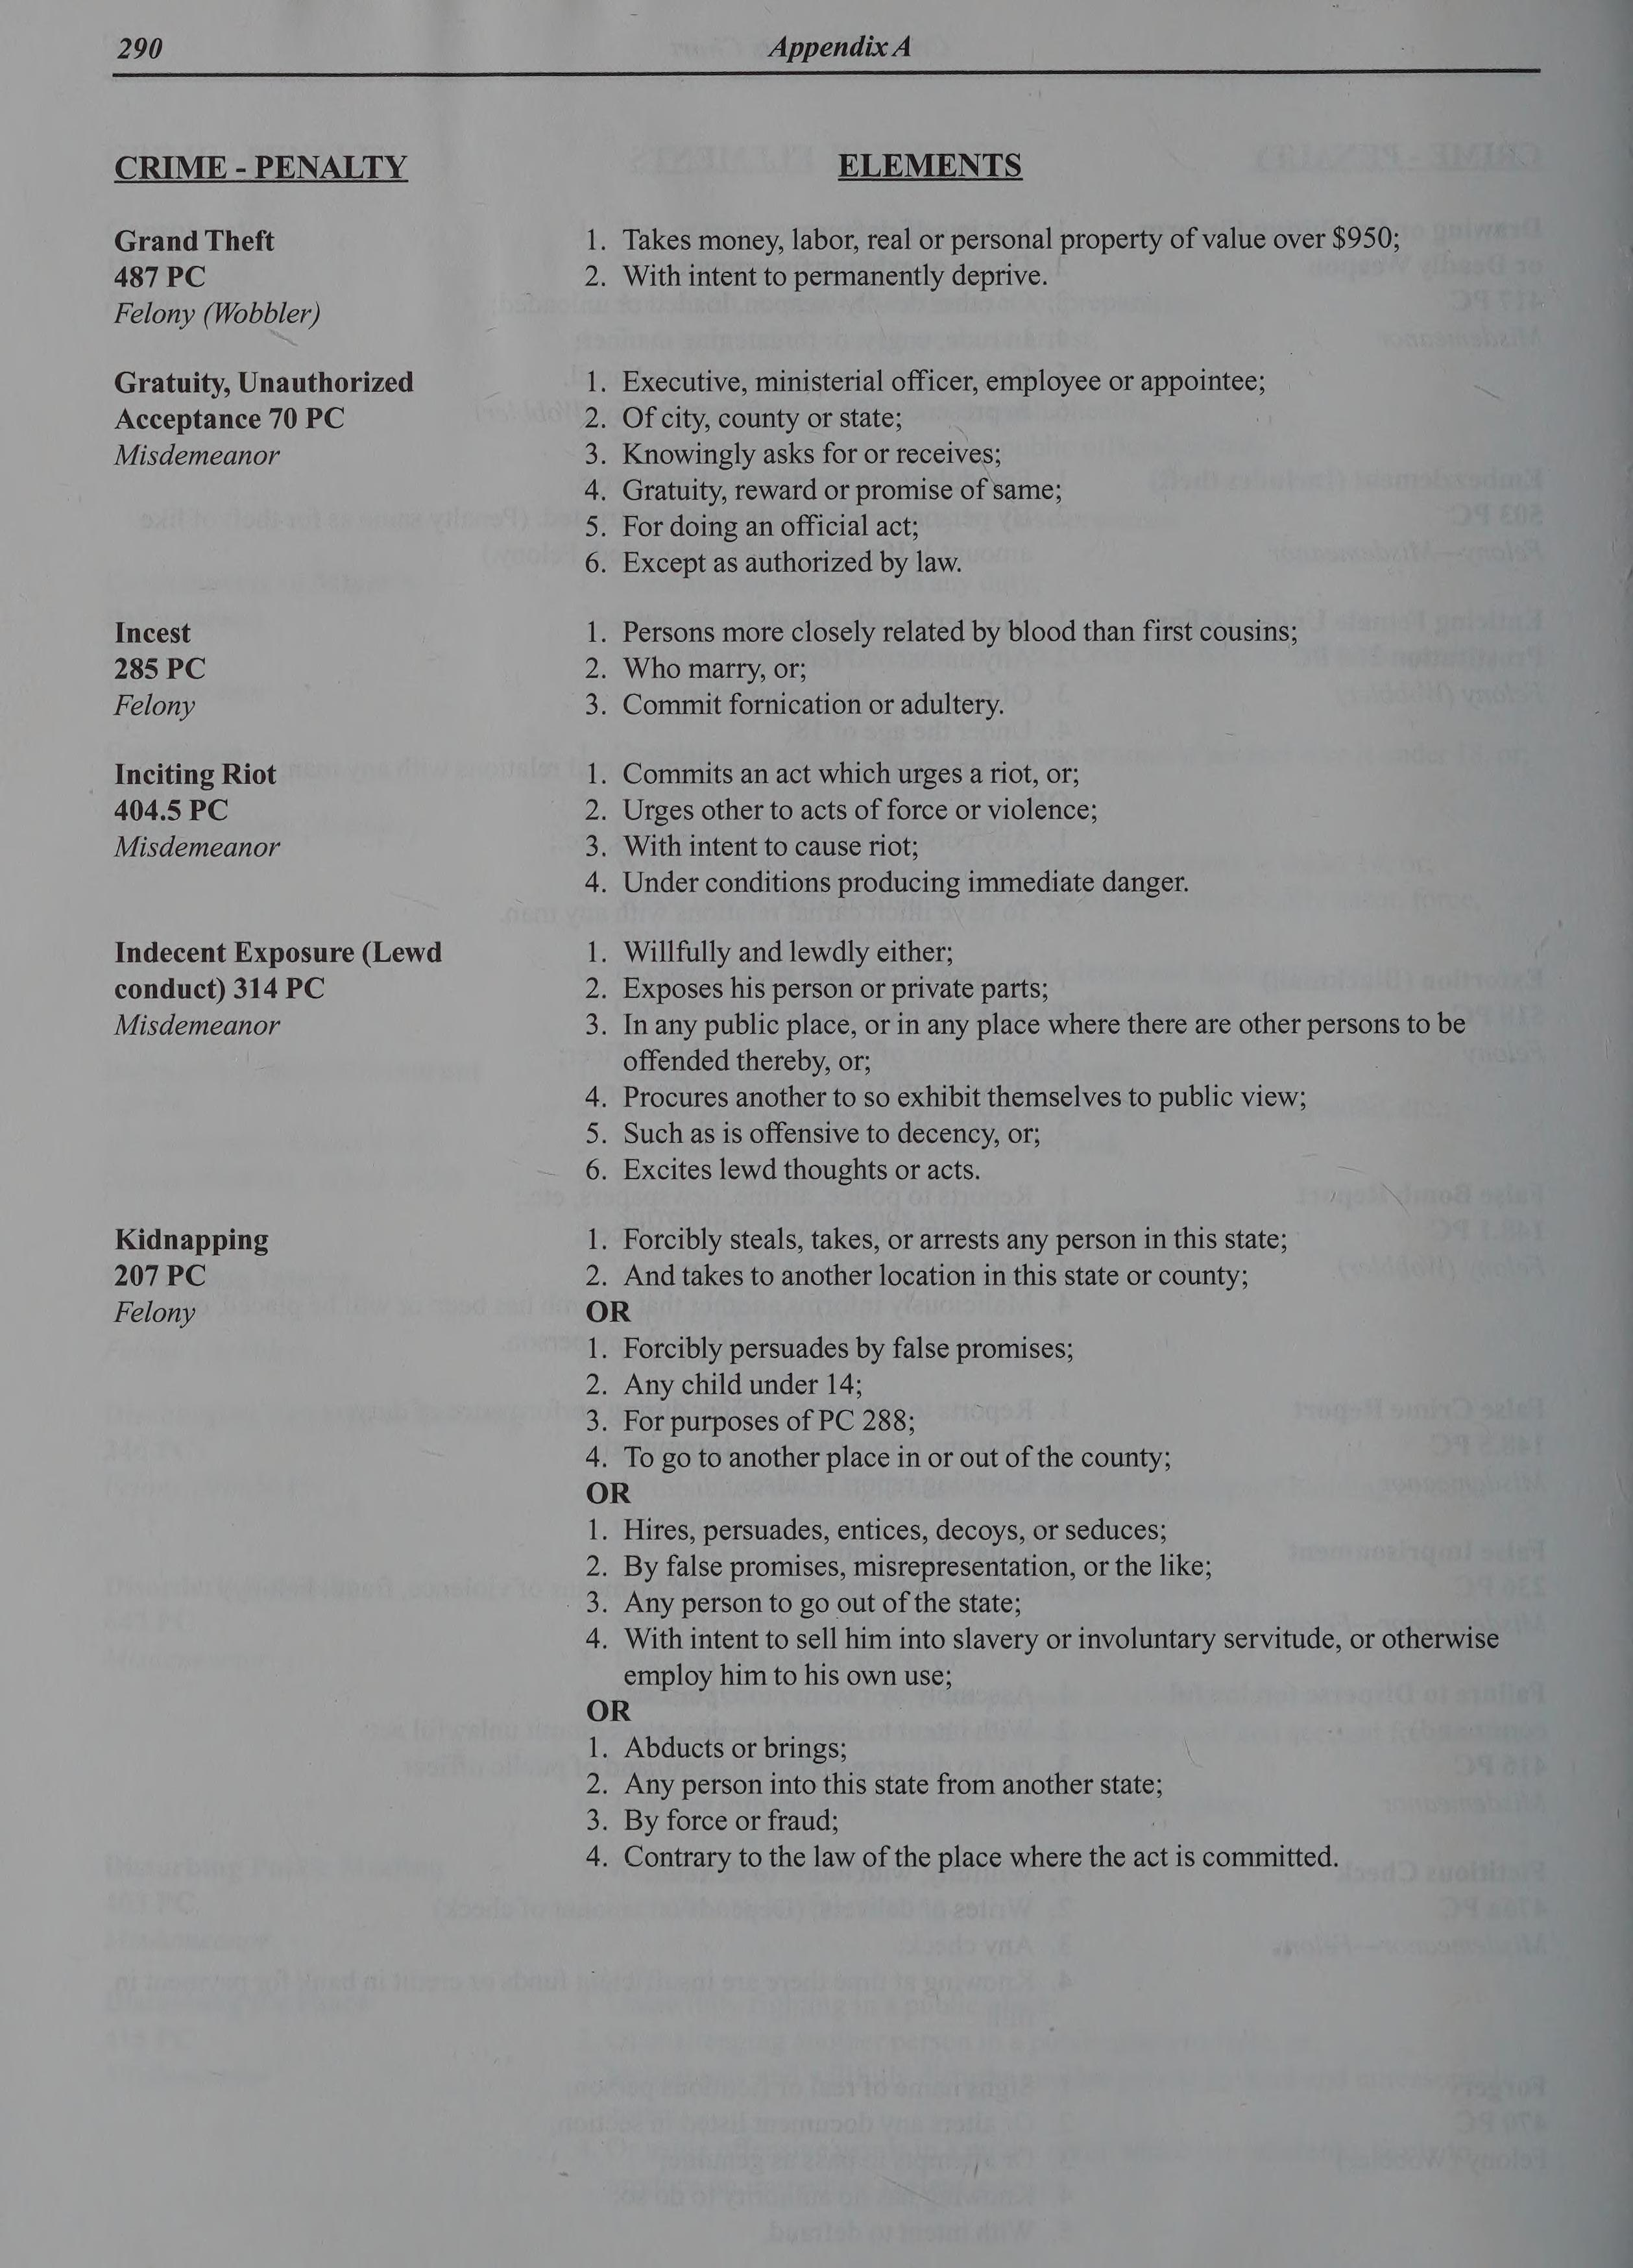 290
Appendix A
CRIME - PENALTY
ELEMENTS
Grand Theft
487 PC
Felony (Wobbler)
1. Takes money, labor, real or personal property of value over $950;
2. With intent to permanently deprive.
Gratuity, Unauthorized
Acceptance 70 PC
Misdemeanor
1. Executive, ministerial officer, employee or appointee;
2. Of city, county or state;
3. Knowingly asks for or receives;
4. Gratuity, reward or promise of same;
5. For doing an official act;
6. Except as authorized by law.
Incest
285 PC
Felony
1. Persons more closely related by blood than first cousins;
2. Who marry, or;
3. Commit fornication or adultery.
Inciting Riot
404.5 PC
Misdemeanor
1. Commits an act which urges a riot, or;
2. Urges other to acts of force or violence;
3. With intent to cause riot;
4. Under conditions producing immediate danger.
Indecent Exposure (Lewd
conduct) 314 PC
Misdemeanor
1. Willfully and lewdly either;
2. Exposes his person or private parts;
3. In any public place, or in any place where there are other persons to be
offended thereby, or;
4. Procures another to so exhibit themselves to public view;
5. Such as is offensive to decency, or;
6. Excites lewd thoughts or acts.
Kidnapping
207 PC
Felony
1. Forcibly steals, takes, or arrests any person in this state;
2. And takes to another location in this state or county;
OR
1. Forcibly persuades by false promises;
2. Any child under 14;
3. For purposes of PC 288;
4. To go to another place in or out of the county;
OR
1. Hires, persuades, entices, decoys, or seduces;
2. By false promises, misrepresentation, or the like;
3. Any person to go out of the state;
4. With intent to sell him into slavery or involuntary servitude, or otherwise
employ him to his own use;
OR
1. Abducts or brings;
2. Any person into this state from another state;
3. By force or fraud;
4. Contrary to the law of the place where the act is committed.